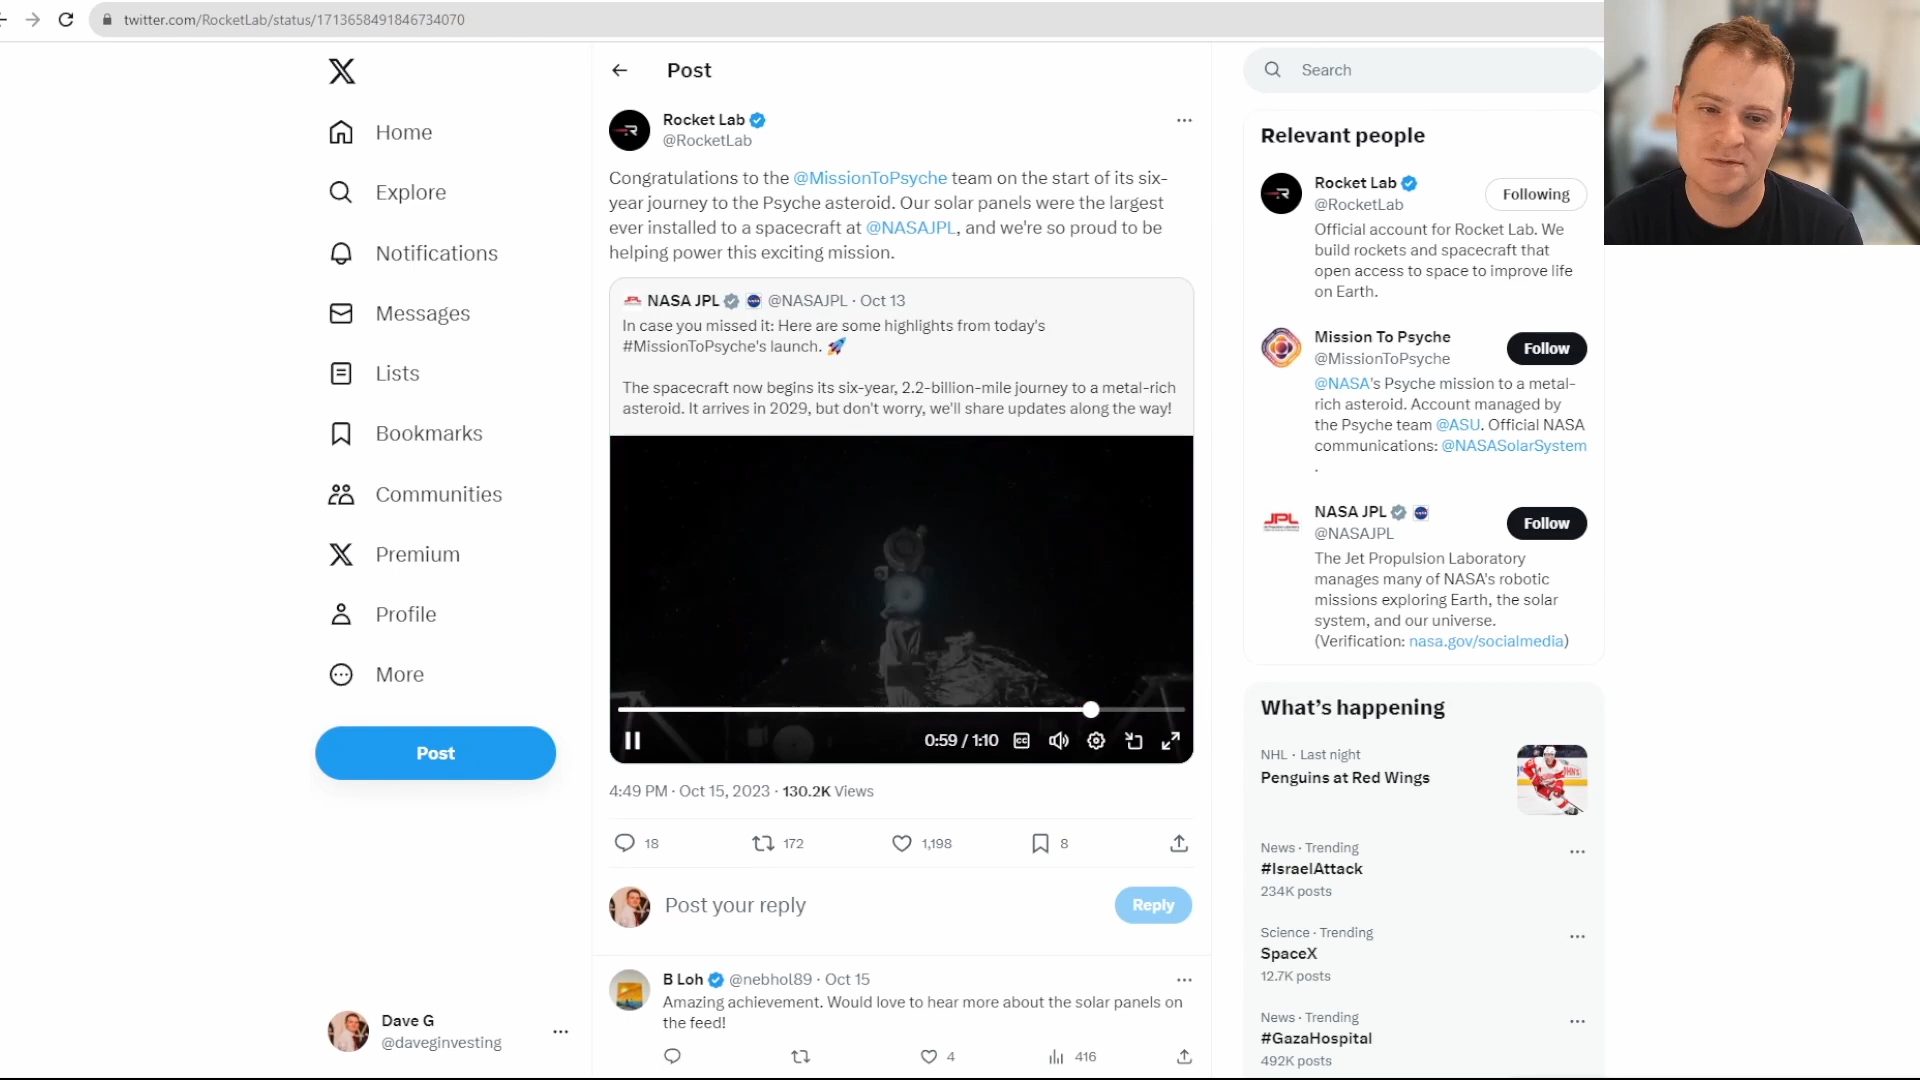 twitter.com/RocketLab/status/1713658491846734070
Home
Explore
Notifications
Messages
Lists
Bookmarks
Communities
Premium
Profile
More
Post
Dave G
@daveginvesting
Post
Rocket Lab
@RocketLab
Congratulations to the @MissionToPsyche team on the start of its six-
year journey to the Psyche asteroid. Our solar panels were the largest
ever installed to a spacecraft at @NASAJPL, and we're so proud to be
helping power this exciting mission.
NASA JPL @NASAJPL · Oct 13
In case you missed it: Here are some highlights from today's
#MissionToPsyche's launch. 🚀
The spacecraft now begins its six-year, 2.2-billion-mile journey to a metal-rich
asteroid. It arrives in 2029, but don't worry, we'll share updates along the way!
0:59 / 1:10
4:49 PM · Oct 15, 2023 · 130.2K Views
18 172 1,198 8
Post your reply
Reply
B Loh @nebhol89 · Oct 15
Amazing achievement. Would love to hear more about the solar panels on
the feed!
4 416
Search
Relevant people
Rocket Lab
@RocketLab
Following
Official account for Rocket Lab. We
build rockets and spacecraft that
open access to space to improve life
on Earth.
Mission To Psyche
@MissionToPsyche
Follow
@NASA's Psyche mission to a metal-
rich asteroid. Account managed by
the Psyche team @ASU. Official NASA
communications: @NASASolarSystem
.
NASA JPL
@NASAJPL
Follow
The Jet Propulsion Laboratory
manages many of NASA's robotic
missions exploring Earth, the solar
system, and our universe.
(Verification: nasa.gov/socialmedia)
What's happening
NHL · Last night
Penguins at Red Wings
News · Trending
#IsraelAttack
234K posts
Science · Trending
SpaceX
12.7K posts
News · Trending
#GazaHospital
492K posts